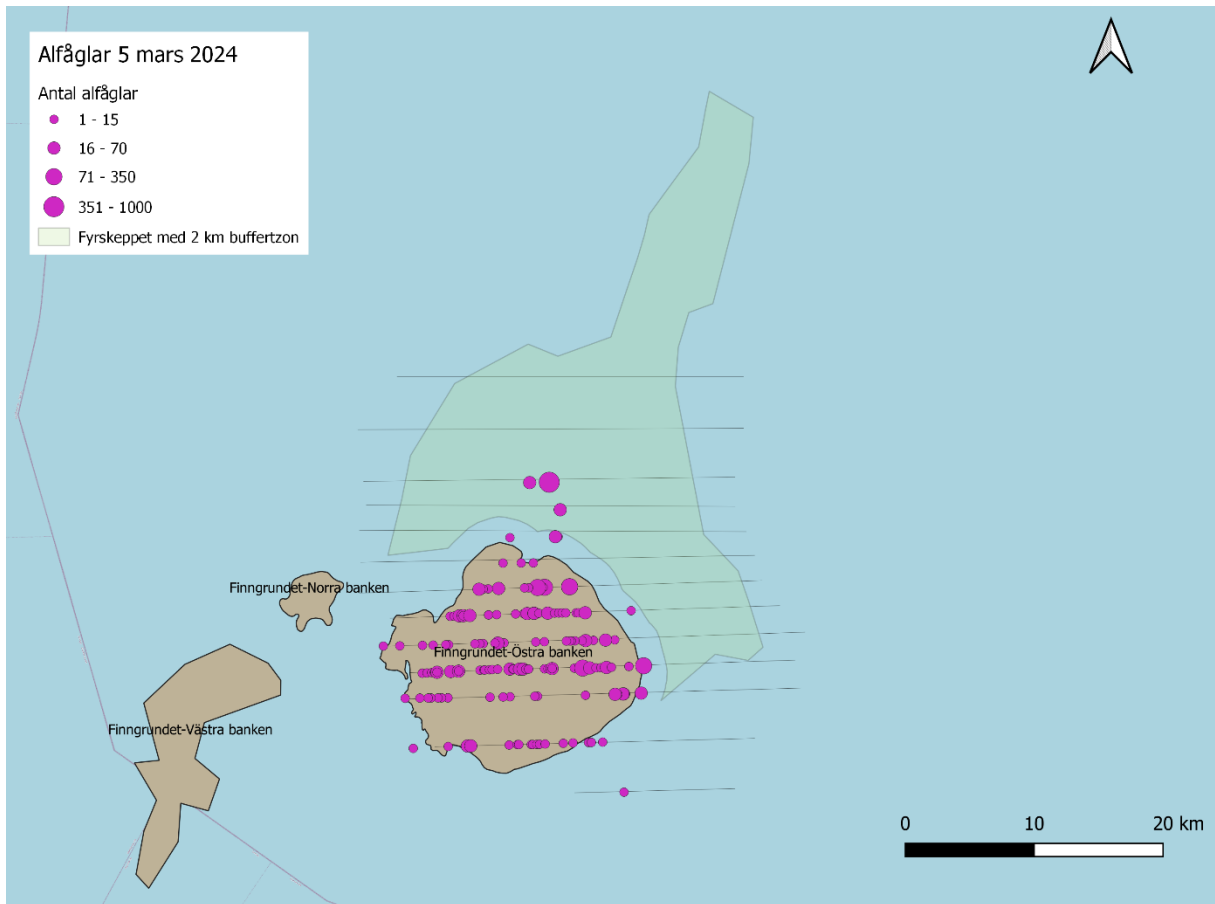 Alfåglar 5 mars 2024
Antal alfåglar
1 - 15
16 - 70
71 - 350
351 - 1000
Fyrskeppet med 2 km buffertzon
Finngrundet-Norra banken
Finngrundet-Östra banken
Finngrundet-Västra banken
0 10 20 km